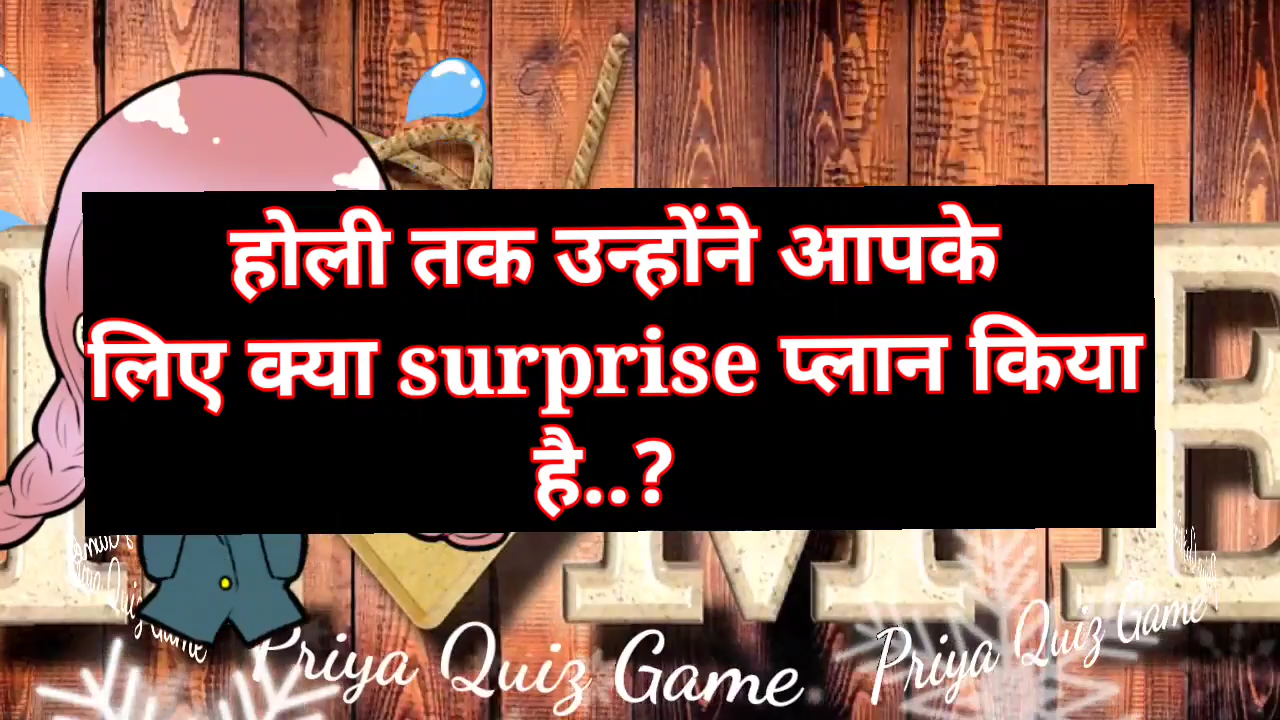 होली तक उन्होंने आपके
लिए क्या surprise प्लान किया
है..?
Priya Quiz Game
Priya Quiz Game